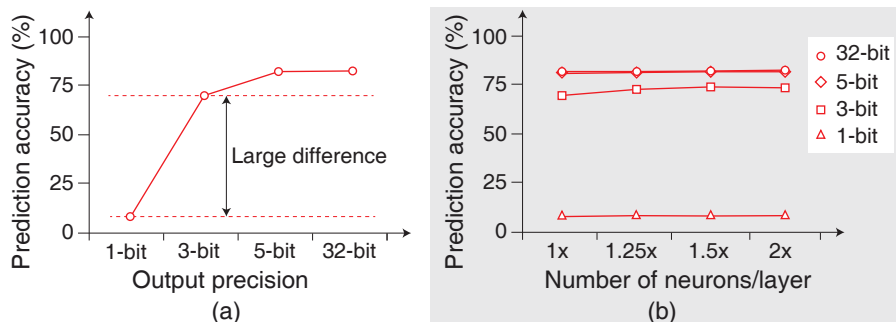 Prediction accuracy (%)
100
75
50
25
0
Large difference
1-bit 3-bit 5-bit 32-bit
Output precision
(a)
Prediction accuracy (%)
100
75
50
25
0
32-bit
5-bit
3-bit
1-bit
1x 1.25x 1.5x 2x
Number of neurons/layer
(b)